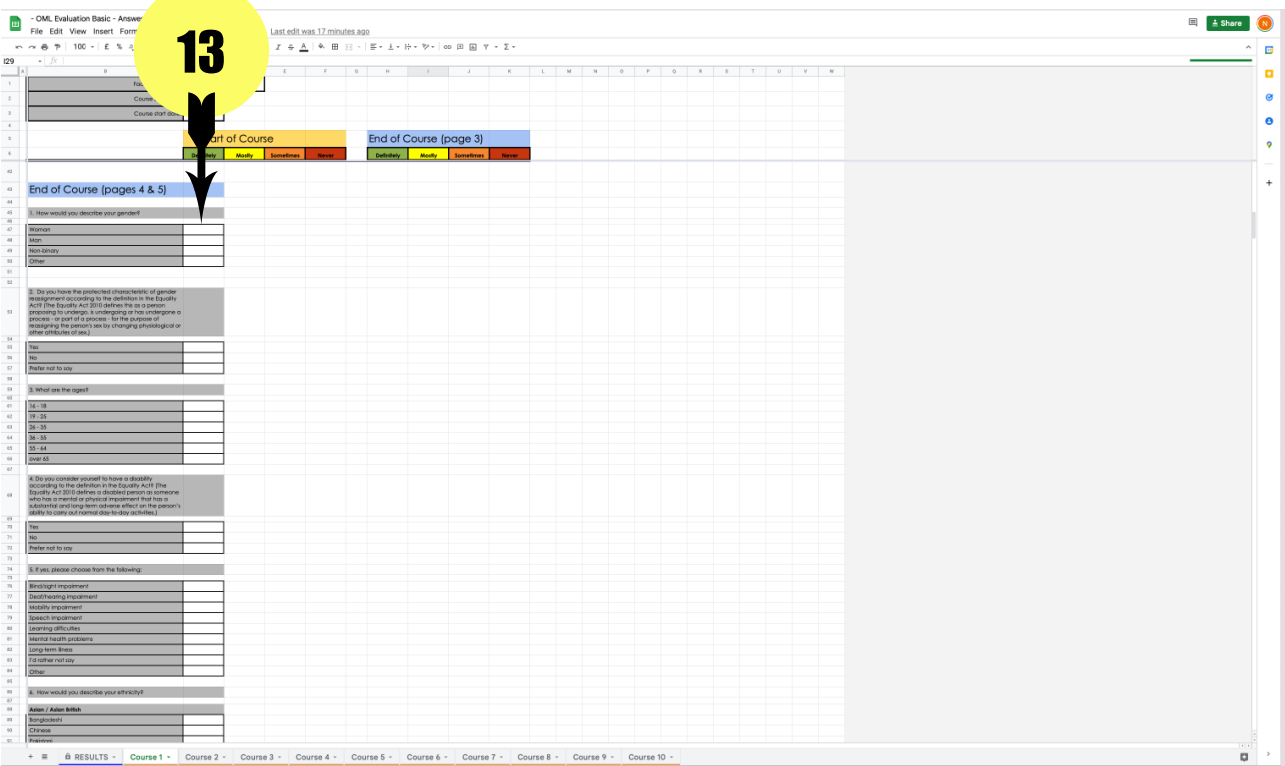 - OML Evaluation Basic - Answe
File Edit View Insert Form
Last edit was 17 minutes ago
Share
N
13
100
£ %
I29
fx
B E F G H I J K L M N O P Q R S T U V W
Course start dat
art of Course
End of Course (page 3)
Definitely Mostly Sometimes Never
Definitely Mostly Sometimes Never
End of Course (pages 4 & 5)
1. How would you describe your gender?
Woman
Man
Non-binary
Other
2. Do you have the protected characteristic of gender
reassignment according to the definition in the Equality
Act? (The Equality Act 2010 defines this as a person
proposing to undergo, is undergoing or has undergone a
process - or part of a process - for the purpose of
reassigning the person's sex by changing physiological or
other attributes of sex.)
Yes
No
Prefer not to say
3. What are the ages?
16 - 18
19 - 25
26 - 35
36 - 55
55 - 64
over 65
4. Do you consider yourself to have a disability
according to the definition in the Equality Act? (The
Equality Act 2010 defines a disabled person as someone
who has a mental or physical impairment that has a
substantial and long-term adverse effect on the person's
ability to carry out normal day-to-day activities.)
Yes
No
Prefer not to say
5. If yes, please choose from the following:
Blind/sight impairment
Deaf/hearing impairment
Mobility impairment
Speech impairment
Learning difficulties
Mental health problems
Long-term illness
I'd rather not say
Other
6. How would you describe your ethnicity?
Asian / Asian British
Bangladeshi
Chinese
Pakistani
RESULTS Course 1 Course 2 Course 3 Course 4 Course 5 Course 6 Course 7 Course 8 Course 9 Course 10